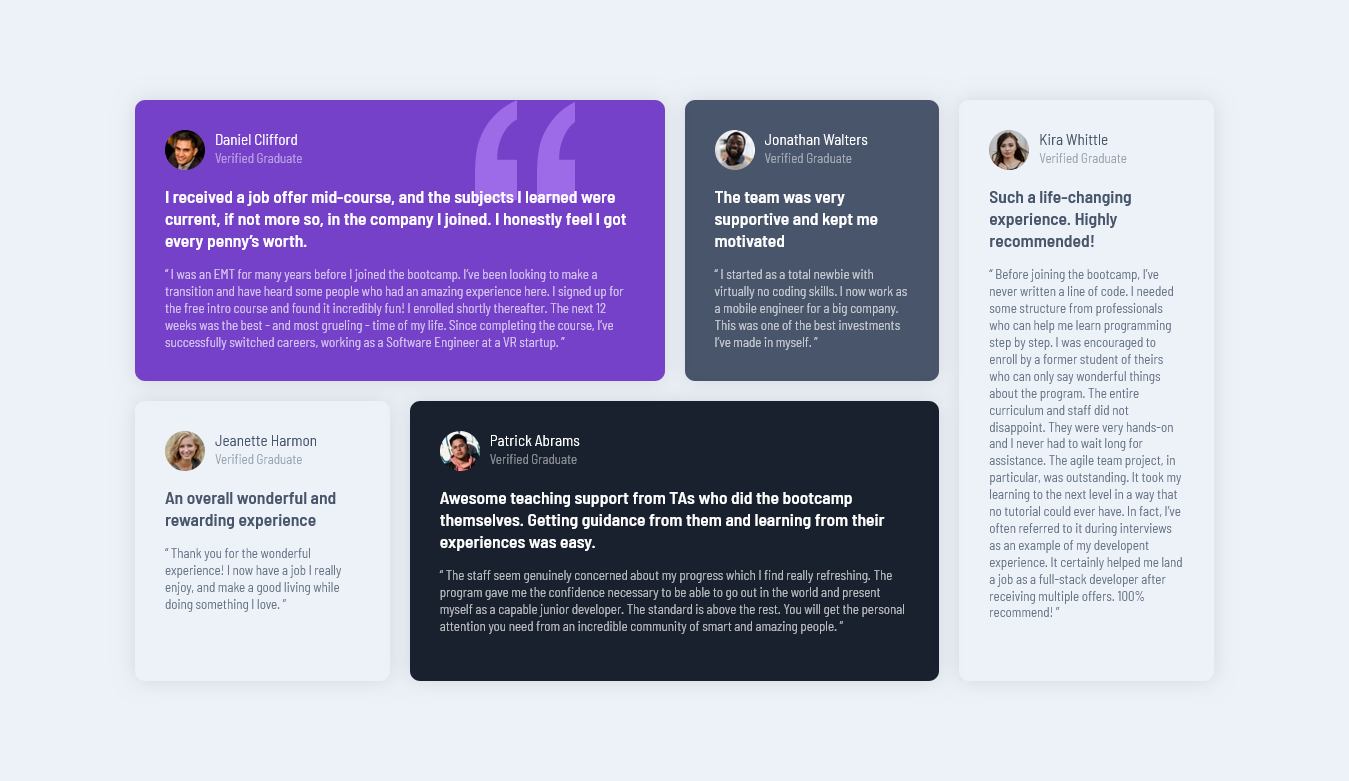 Daniel Clifford
Verified Graduate
I received a job offer mid-course, and the subjects I learned were
current, if not more so, in the company I joined. I honestly feel I got
every penny’s worth.
“ I was an EMT for many years before I joined the bootcamp. I’ve been looking to make a
transition and have heard some people who had an amazing experience here. I signed up for
the free intro course and found it incredibly fun! I enrolled shortly thereafter. The next 12
weeks was the best - and most grueling - time of my life. Since completing the course, I’ve
successfully switched careers, working as a Software Engineer at a VR startup. ”
Jonathan Walters
Verified Graduate
The team was very
supportive and kept me
motivated
“ I started as a total newbie with
virtually no coding skills. I now work as
a mobile engineer for a big company.
This was one of the best investments
I’ve made in myself. ”
Kira Whittle
Verified Graduate
Such a life-changing
experience. Highly
recommended!
“ Before joining the bootcamp, I’ve
never written a line of code. I needed
some structure from professionals
who can help me learn programming
step by step. I was encouraged to
enroll by a former student of theirs
who can only say wonderful things
about the program. The entire
curriculum and staff did not
disappoint. They were very hands-on
and I never had to wait long for
assistance. The agile team project, in
particular, was outstanding. It took my
learning to the next level in a way that
no tutorial could ever have. In fact, I’ve
often referred to it during interviews
as an example of my developent
experience. It certainly helped me land
a job as a full-stack developer after
receiving multiple offers. 100%
recommend! ”
Jeanette Harmon
Verified Graduate
An overall wonderful and
rewarding experience
“ Thank you for the wonderful
experience! I now have a job I really
enjoy, and make a good living while
doing something I love. ”
Patrick Abrams
Verified Graduate
Awesome teaching support from TAs who did the bootcamp
themselves. Getting guidance from them and learning from their
experiences was easy.
“ The staff seem genuinely concerned about my progress which I find really refreshing. The
program gave me the confidence necessary to be able to go out in the world and present
myself as a capable junior developer. The standard is above the rest. You will get the personal
attention you need from an incredible community of smart and amazing people. ”